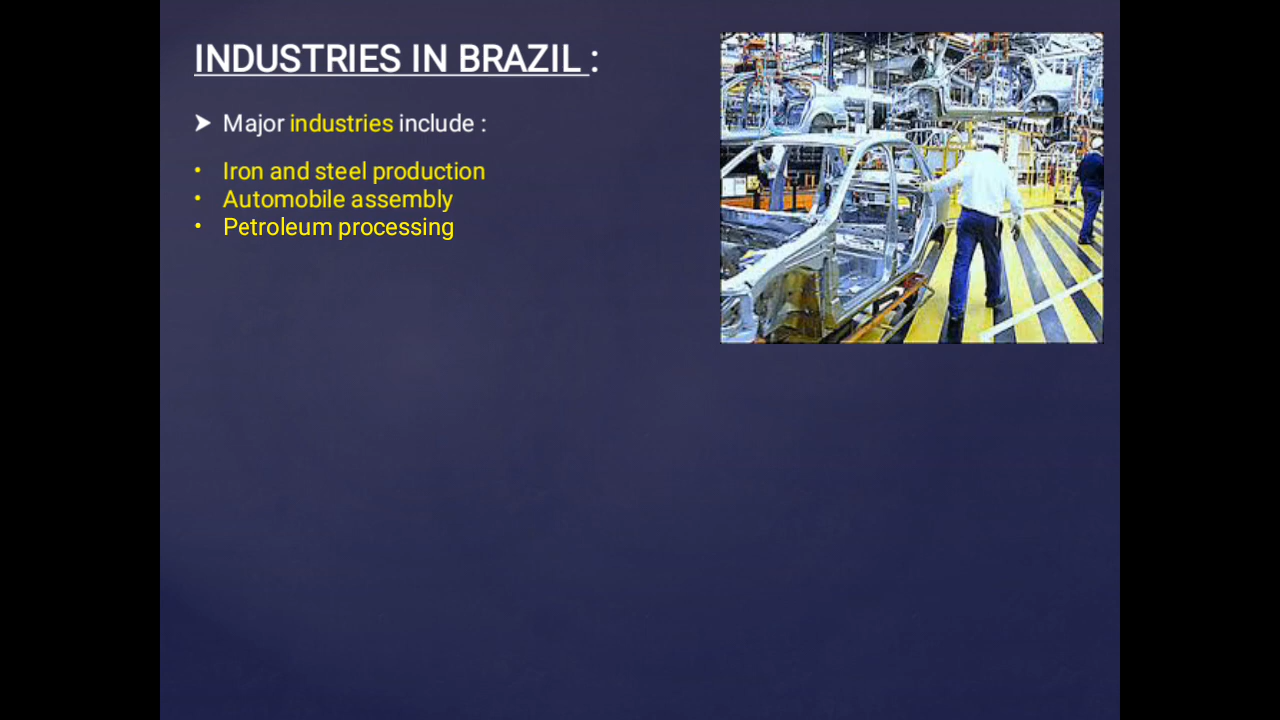 INDUSTRIES IN BRAZIL :
➤ Major industries include :
• Iron and steel production
• Automobile assembly
• Petroleum processing